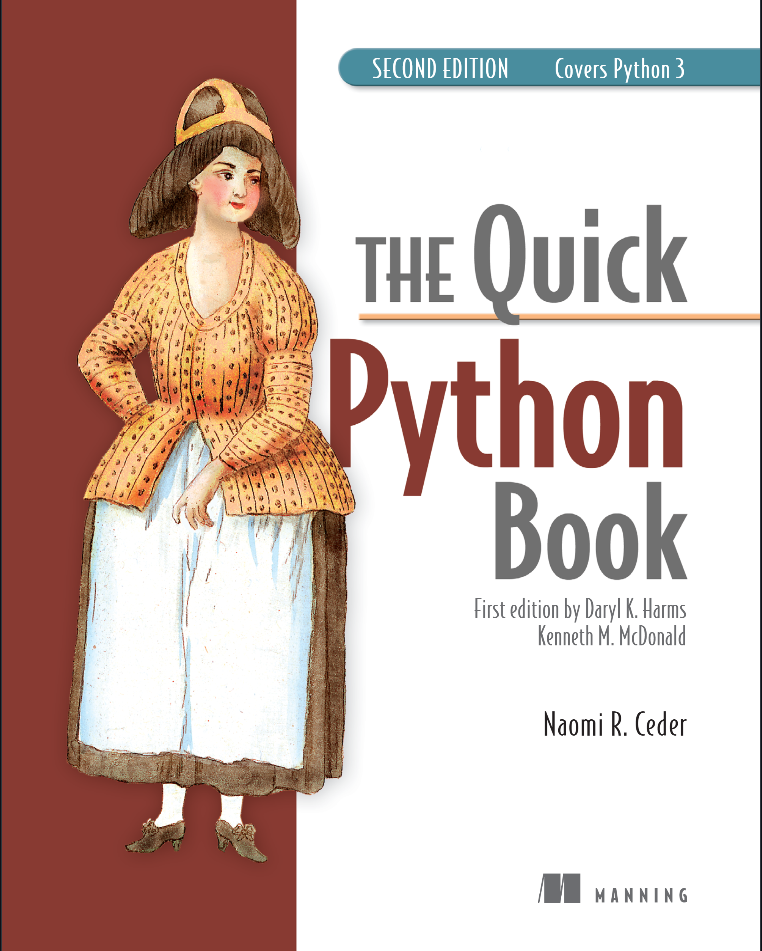 SECOND EDITION Covers Python 3
THE Quick
Python
Book
First edition by Daryl K. Harms
Kenneth M. McDonald
Naomi R. Ceder
MANNING